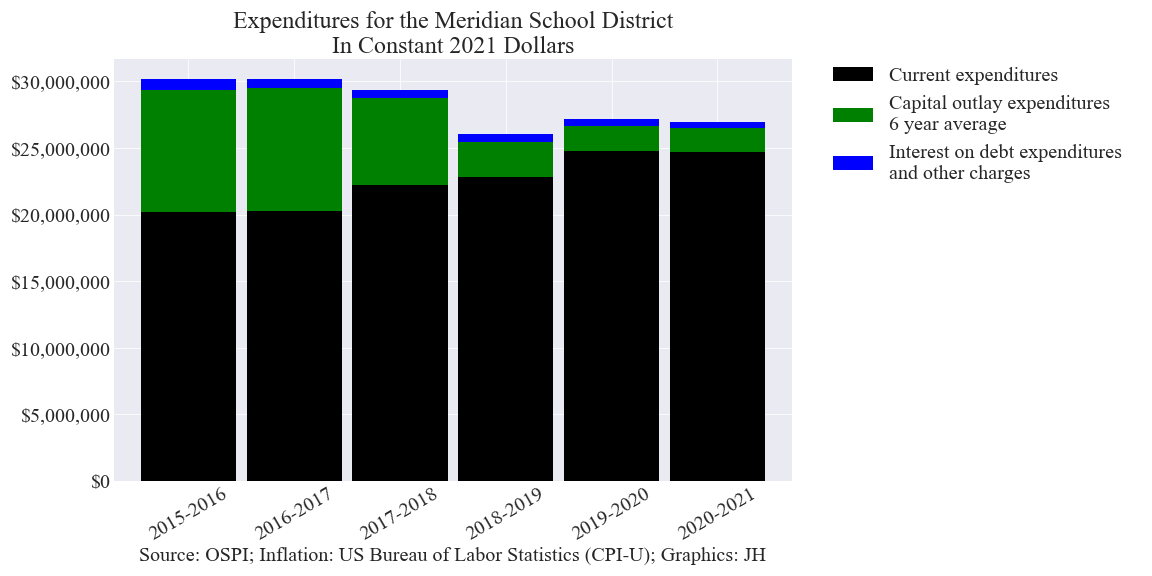 Expenditures for the Meridian School District
In Constant 2021 Dollars
$30,000,000
$25,000,000
$20,000,000
$15,000,000
$10,000,000
$5,000,000
$0
2015-2016
2016-2017
2017-2018
2018-2019
2019-2020
2020-2021
Source: OSPI; Inflation: US Bureau of Labor Statistics (CPI-U); Graphics: JH
Current expenditures
Capital outlay expenditures
6 year average
Interest on debt expenditures
and other charges